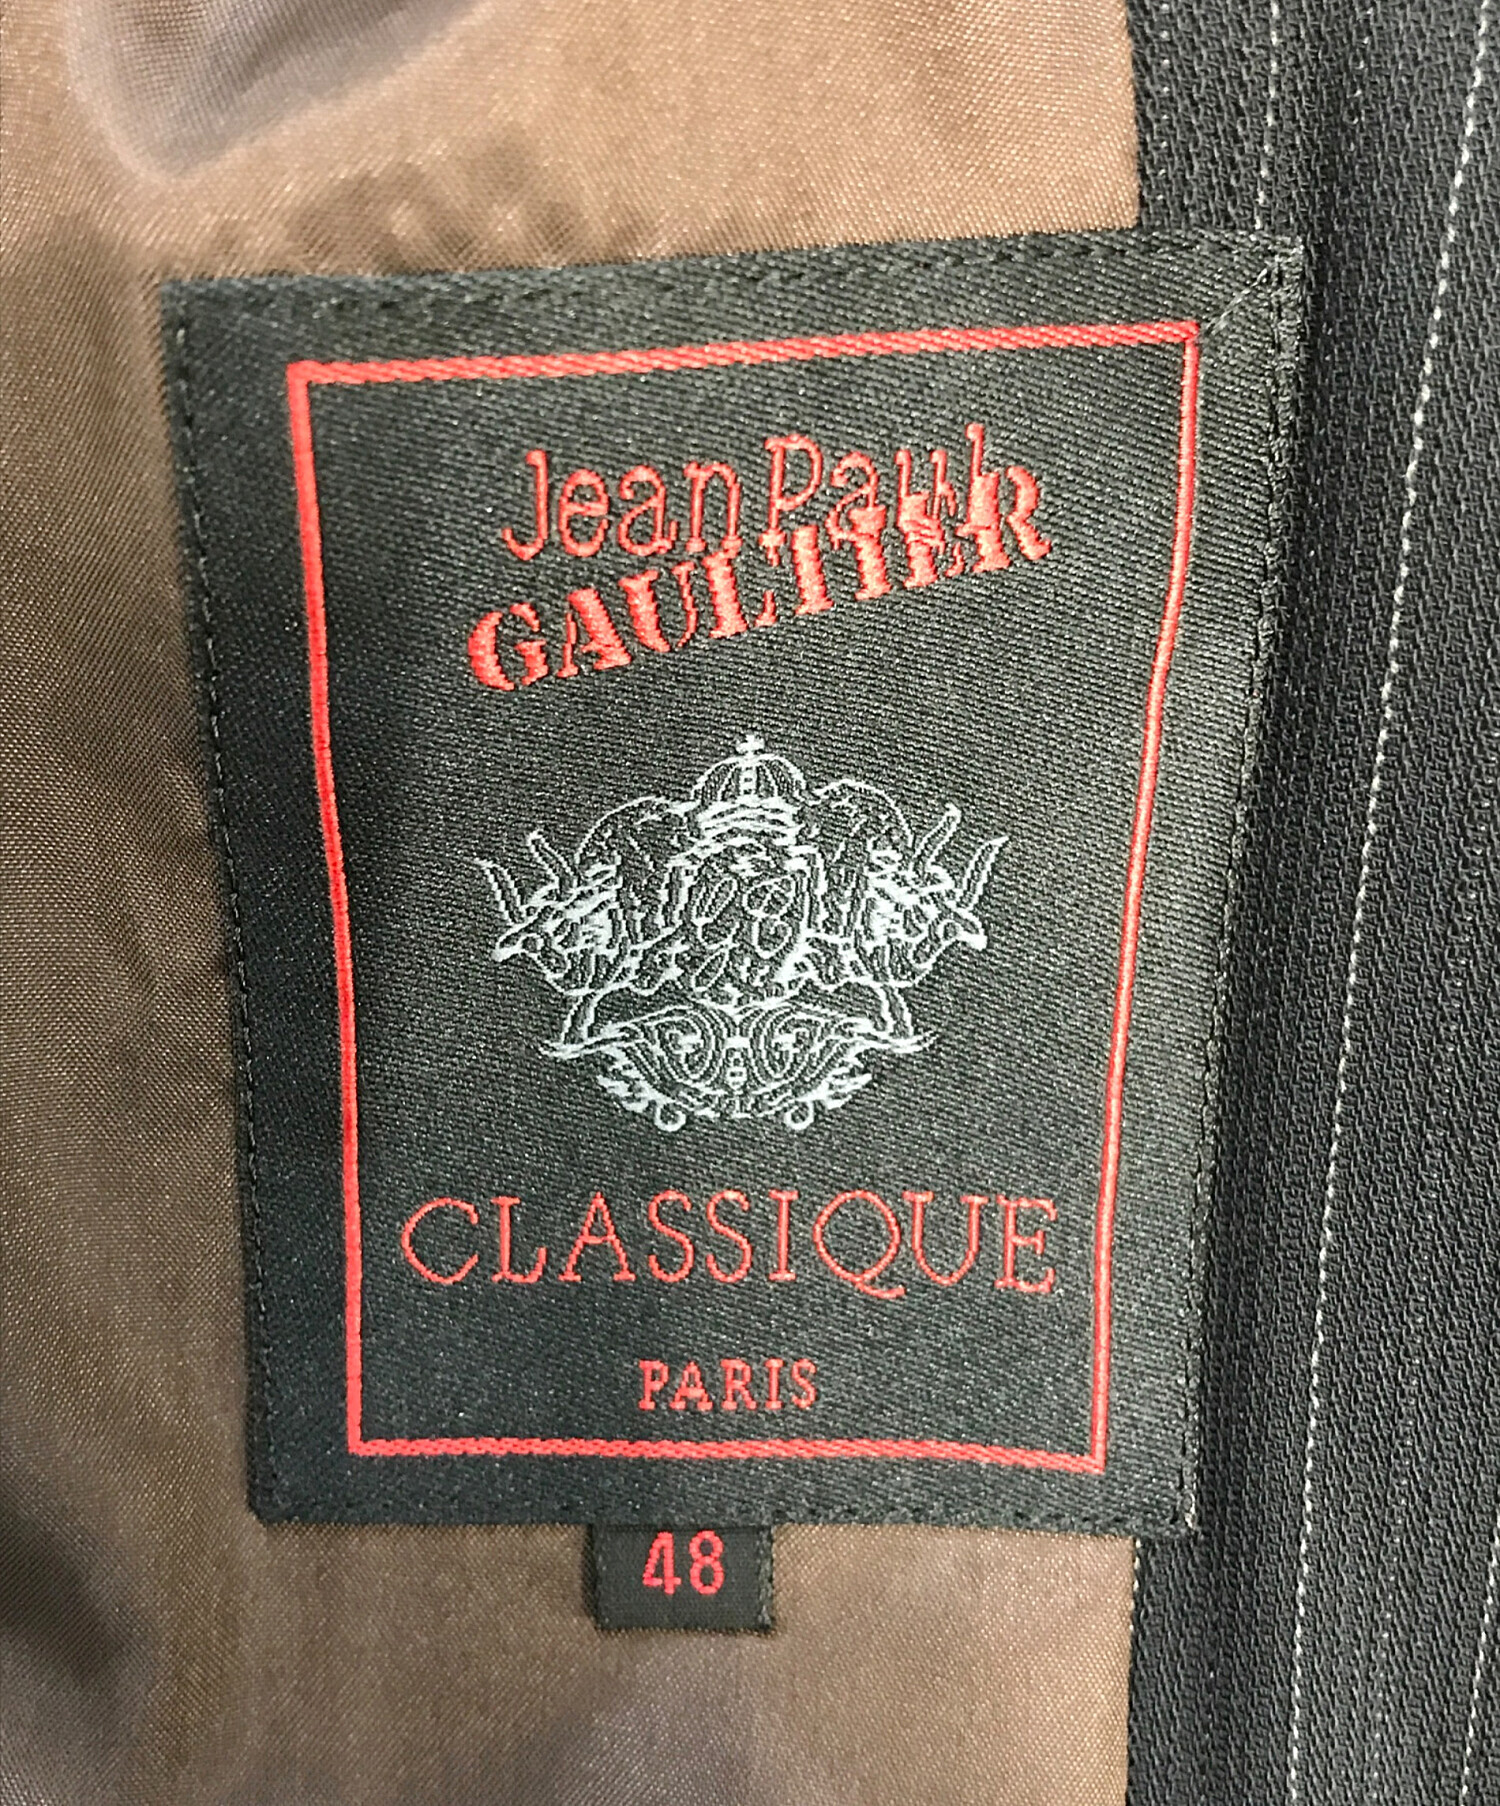 Jean Paul
GAULTIER
CLASSIQUE
PARIS
48